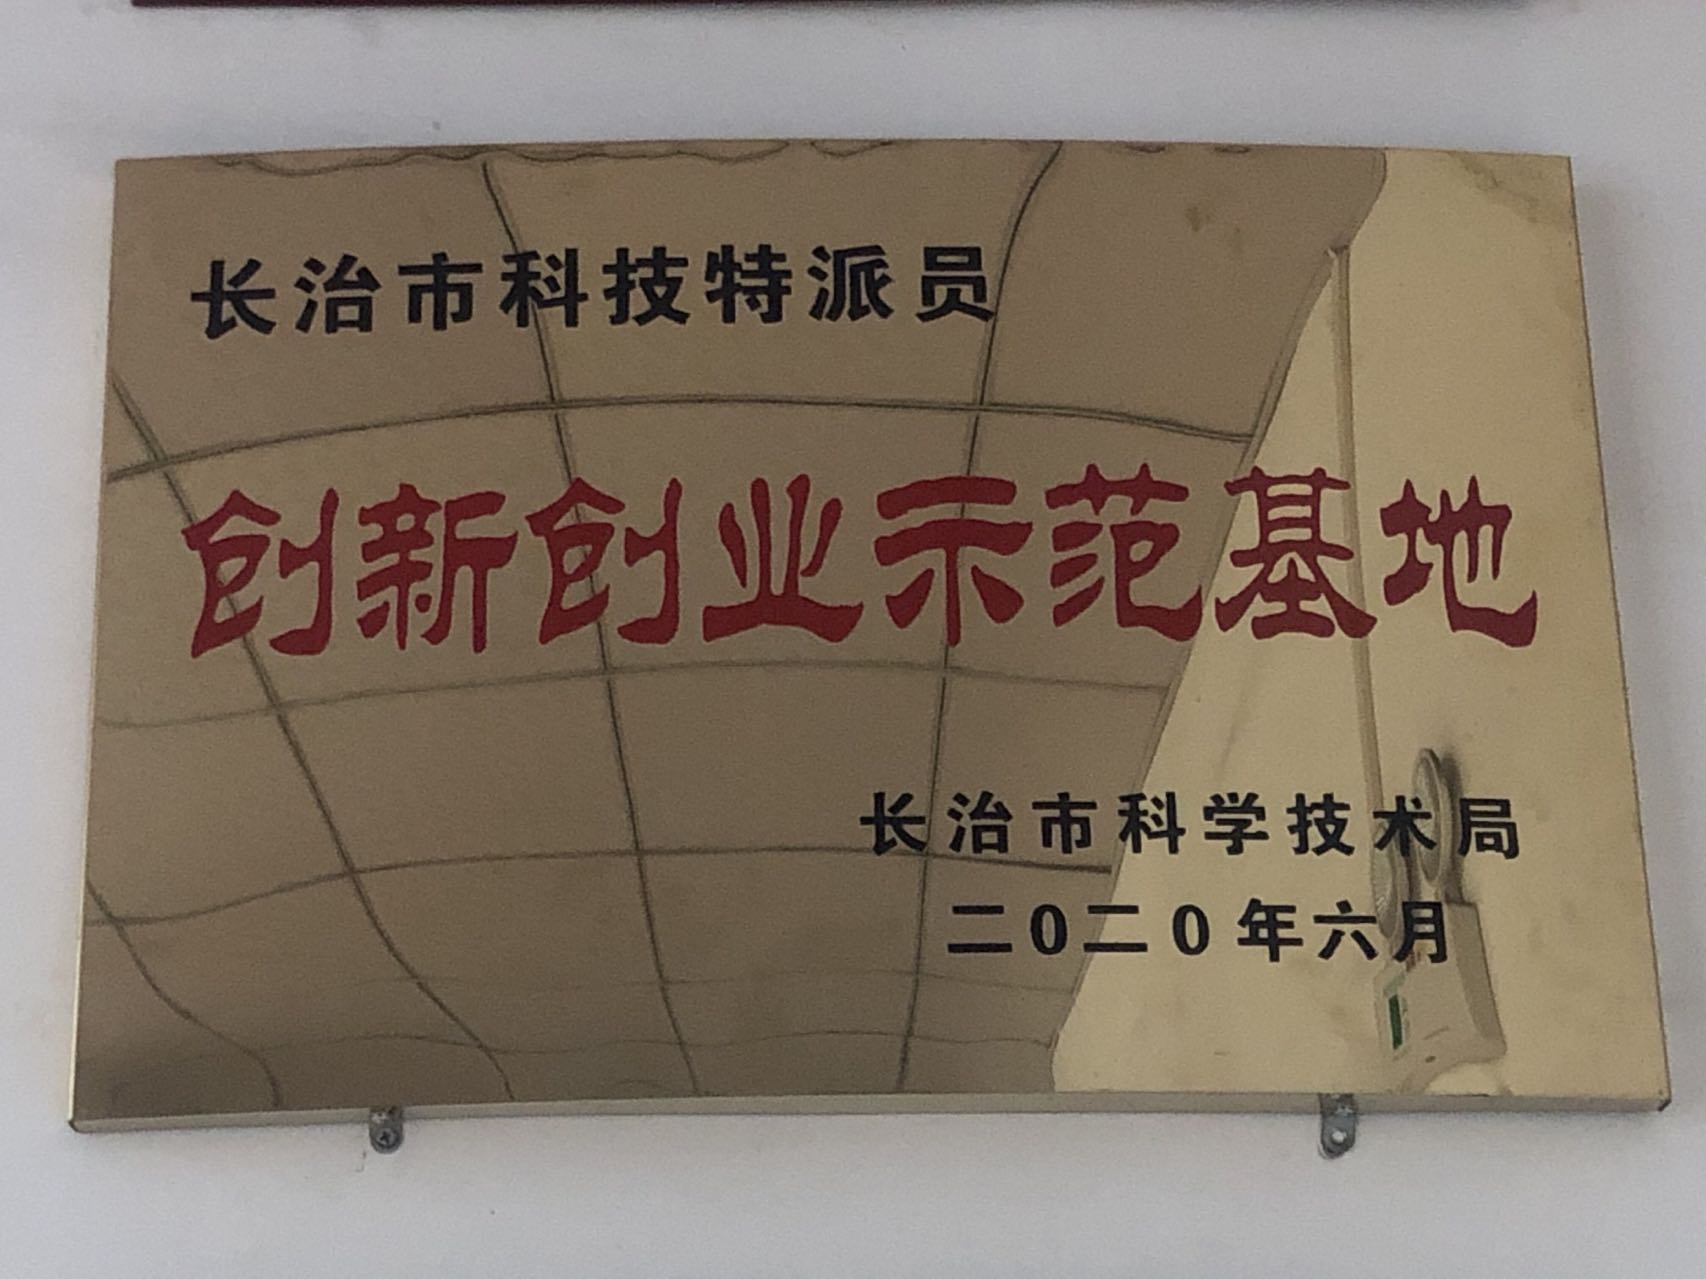 长治市科技特派员
创新创业示范基地
长治市科学技术局
二0二0年六月